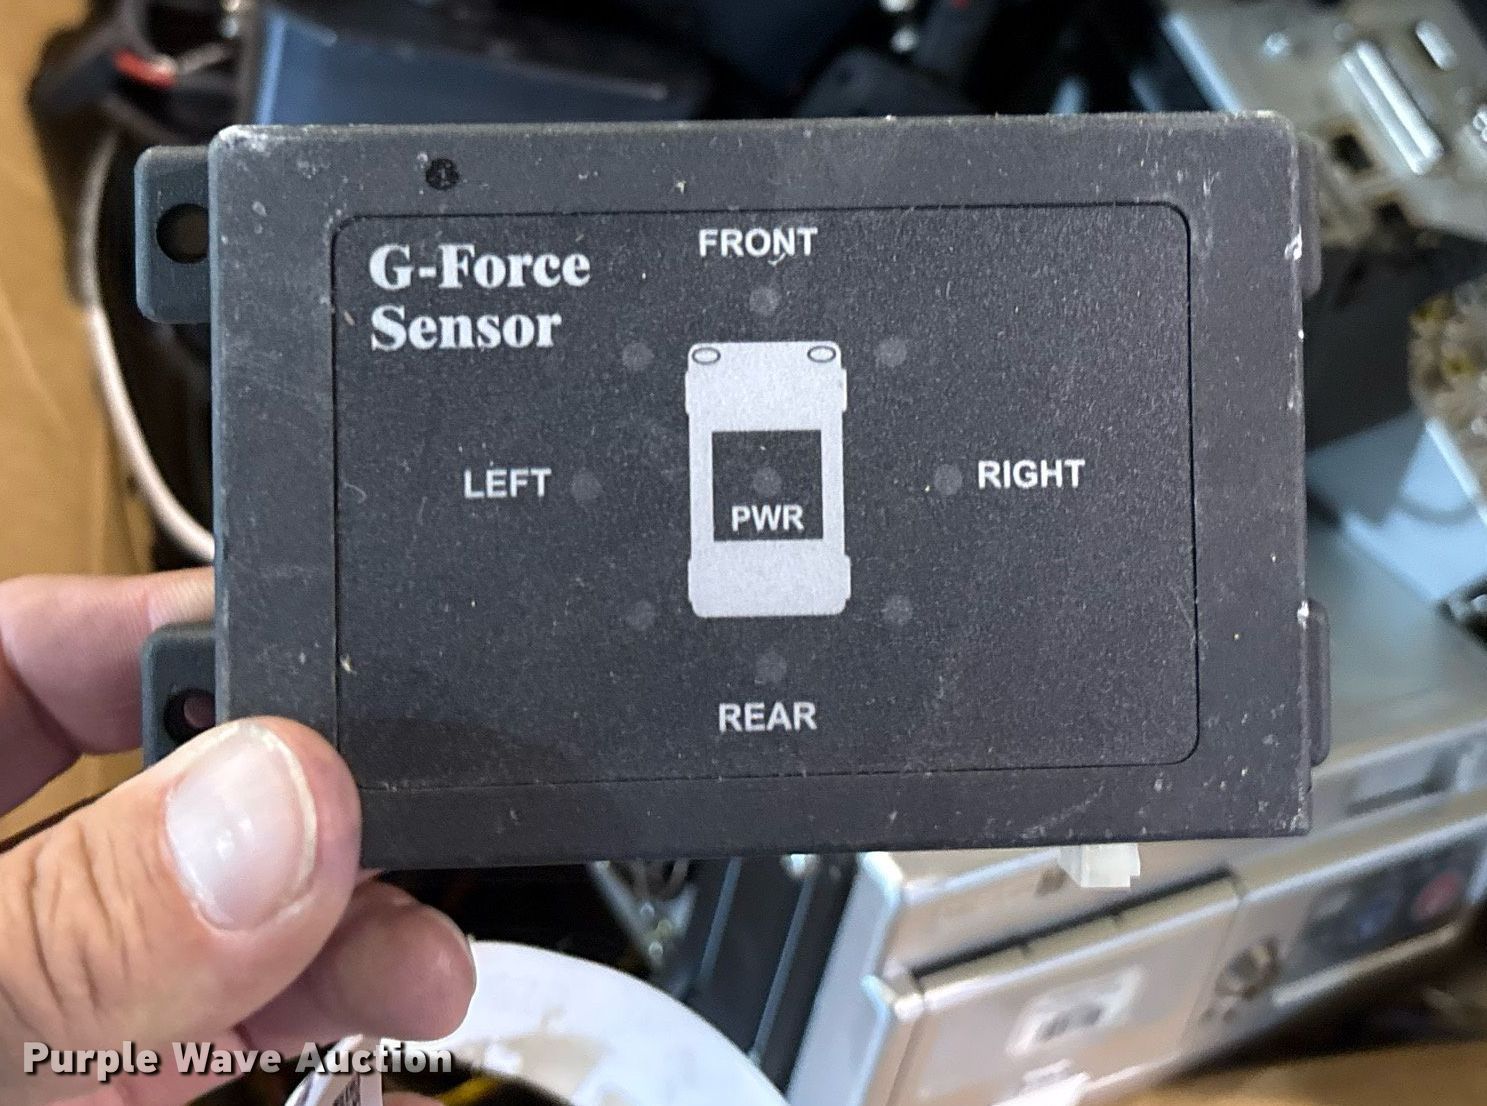 G-Force
Sensor
FRONT
LEFT
RIGHT
PWR
REAR
Purple Wave Auction